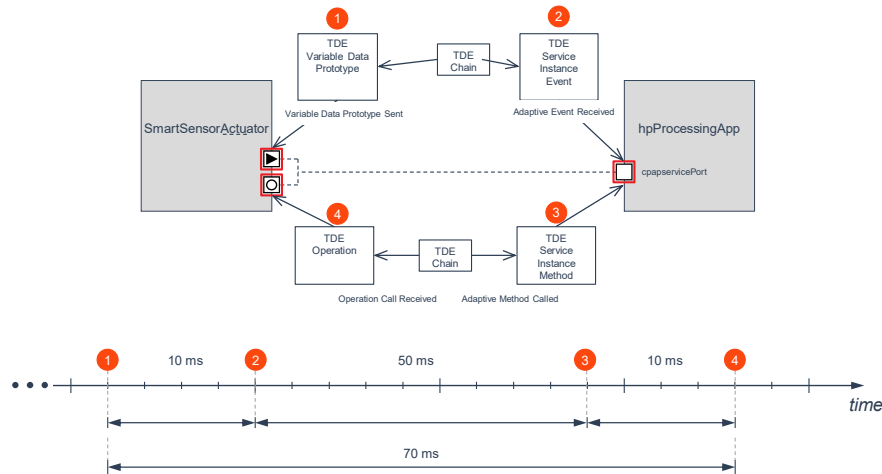 1
2
TDE
Variable Data
Prototype
TDE
Chain
TDE
Service
Instance
Event
Variable Data Prototype Sent
Adaptive Event Received
SmartSensorActuator
hpProcessingApp
cpapservicePort
4
3
TDE
Operation
TDE
Chain
TDE
Service
Instance
Method
Operation Call Received
Adaptive Method Called
1
10 ms
2
50 ms
3
10 ms
4
time
70 ms